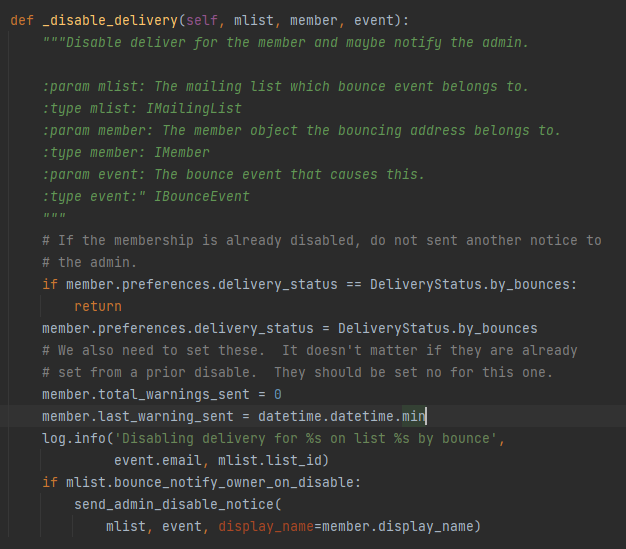 def _disable_delivery(self, mlist, member, event):
"""Disable deliver for the member and maybe notify the admin.
:param mlist: The mailing list which bounce event belongs to.
:type mlist: IMailingList
:param member: The member object the bouncing address belongs to.
:type member: IMember
:param event: The bounce event that causes this.
:type event:" IBounceEvent
"""
# If the membership is already disabled, do not sent another notice to
# the admin.
if member.preferences.delivery_status == DeliveryStatus.by_bounces:
return
member.preferences.delivery_status = DeliveryStatus.by_bounces
# We also need to set these.  It doesn't matter if they are already
# set from a prior disable.  They should be set no for this one.
member.total_warnings_sent = 0
member.last_warning_sent = datetime.datetime.min
log.info('Disabling delivery for %s on list %s by bounce',
event.email, mlist.list_id)
if mlist.bounce_notify_owner_on_disable:
send_admin_disable_notice(
mlist, event, display_name=member.display_name)